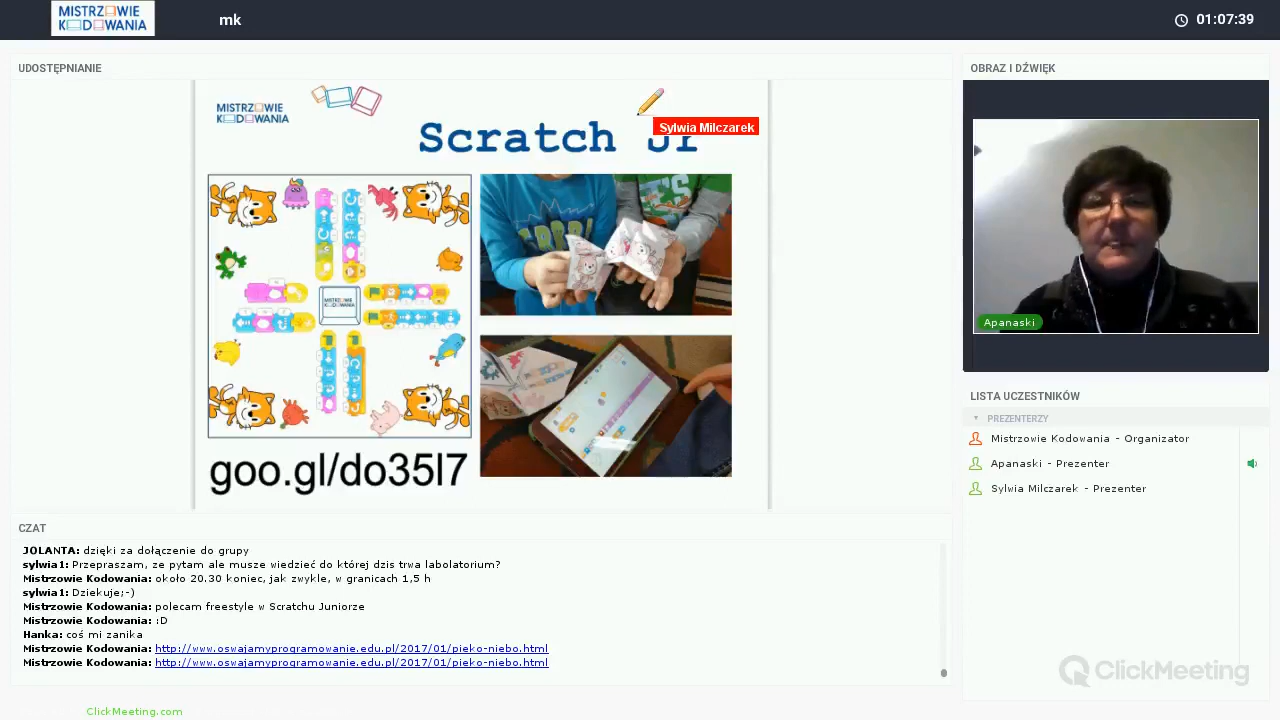 MISTRZOWIE
KODOWANIA
mk
01:07:39
UDOSTĘPNIANIE
MISTRZOWIE
KODOWANIA
Sylwia Milczarek
Scratch Jr
MISTRZOWIE
KODOWANIA
goo.gl/do35l7
OBRAZ I DŹWIĘK
Apanaski
LISTA UCZESTNIKÓW
PREZENTERZY
Mistrzowie Kodowania - Organizator
Apanaski - Prezenter
Sylwia Milczarek - Prezenter
CZAT
JOLANTA: dzięki za dołączenie do grupy
sylwia1: Przepraszam, ze pytam ale musze wiedzieć do której dzis trwa labolatorium?
Mistrzowie Kodowania: około 20.30 koniec, jak zwykle, w granicach 1,5 h
sylwia1: Dziekuje;-)
Mistrzowie Kodowania: polecam freestyle w Scratchu Juniorze
Mistrzowie Kodowania: :D
Hanka: coś mi zanika
Mistrzowie Kodowania: http://www.oswajamyprogramowanie.edu.pl/2017/01/pieko-niebo.html
Mistrzowie Kodowania: http://www.oswajamyprogramowanie.edu.pl/2017/01/pieko-niebo.html
ClickMeeting
ClickMeeting.com